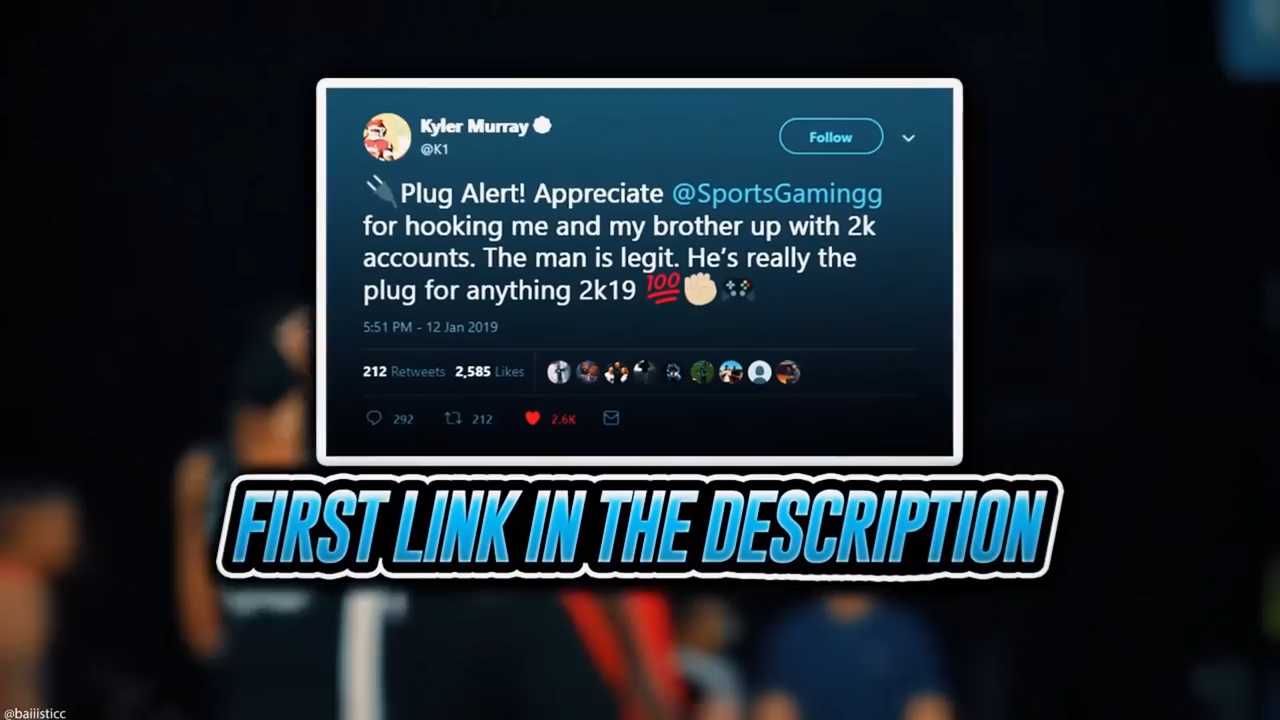 Kyler Murray
@K1
Follow
Plug Alert! Appreciate @SportsGamingg
for hooking me and my brother up with 2k
accounts. The man is legit. He's really the
plug for anything 2k19 💯✊🏼🎮
5:51 PM - 12 Jan 2019
212 Retweets 2,585 Likes
292 212 2.6K
FIRST LINK IN THE DESCRIPTION
@baiiisticc